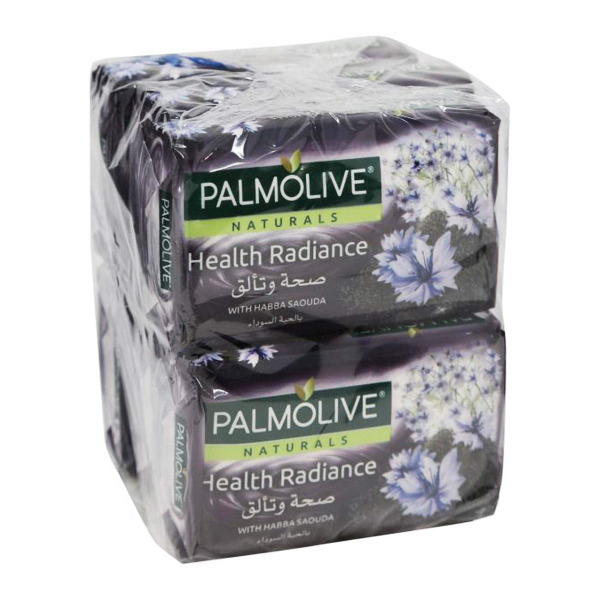 PALMOLIVE®
NATURALS
Health Radiance
صحة وتألق
WITH HABBA SAOUDA
بالحبة السوداء
PALMOLIVE
PALMOLIVE®
NATURALS
Health Radiance
صحة وتألق
WITH HABBA SAOUDA
بالحبة السوداء
PALMOLIVE